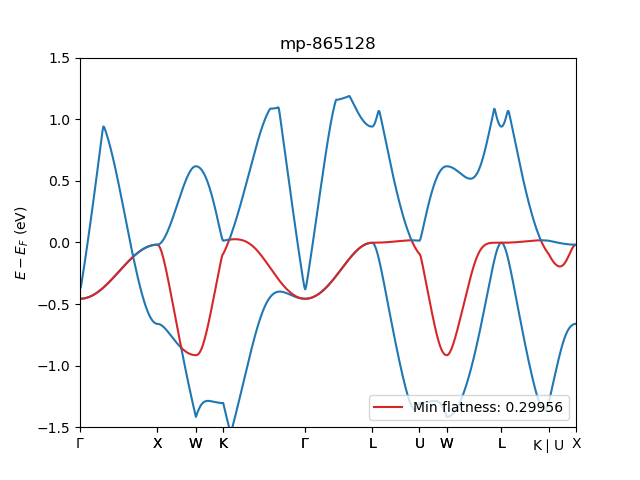 mp-865128
E − E_F (eV)
1.5
1.0
0.5
0.0
−0.5
−1.0
−1.5
Min flatness: 0.29956
Γ X W K Γ L U W L K | U X